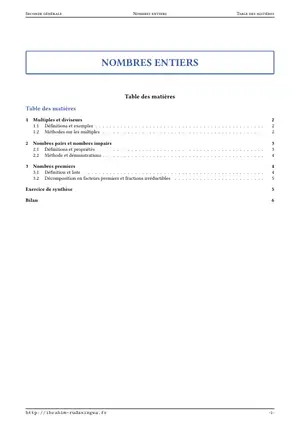 Seconde générale Nombres entiers Table des matières
NOMBRES ENTIERS
Table des matières
Table des matières
1 Multiples et diviseurs 2
1.1 Définitions et exemples . . . . . . . . . . . . . . . . . . . . 2
1.2 Méthodes sur les multiples . . . . . . . . . . . . . . . . . . . . 2
2 Nombres pairs et nombres impairs 3
2.1 Définitions et propriétés . . . . . . . . . . . . . . . . . . . . 3
2.2 Méthode et démonstrations . . . . . . . . . . . . . . . . . . . . 4
3 Nombres premiers 4
3.1 Définition et liste . . . . . . . . . . . . . . . . . . . . 4
3.2 Décomposition en facteurs premiers et fractions irréductibles . . . . . . . . . . . . . . . . . . . . 5
Exercice de synthèse 5
Bilan 6